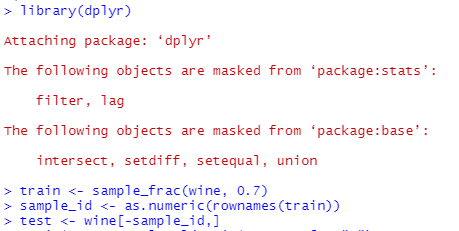 > library(dplyr)
Attaching package: ‘dplyr’
The following objects are masked from ‘package:stats’:
filter, lag
The following objects are masked from ‘package:base’:
intersect, setdiff, setequal, union
> train <- sample_frac(wine, 0.7)
> sample_id <- as.numeric(rownames(train))
> test <- wine[-sample_id,]